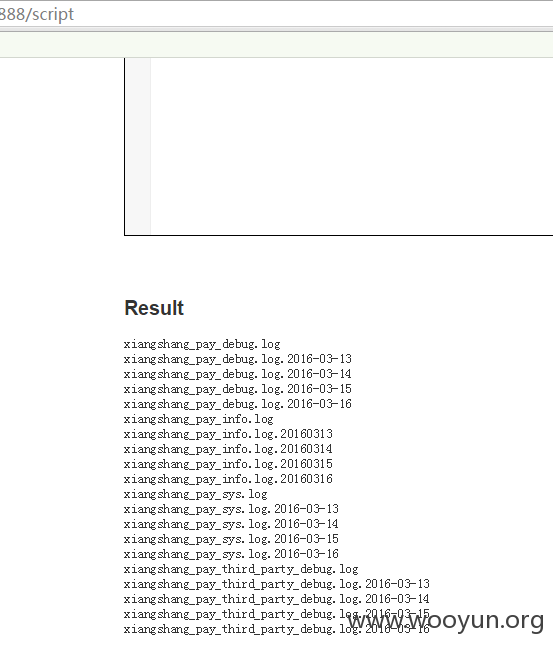 888/script
Result
xiangshang_pay_debug.log
xiangshang_pay_debug.log.2016-03-13
xiangshang_pay_debug.log.2016-03-14
xiangshang_pay_debug.log.2016-03-15
xiangshang_pay_debug.log.2016-03-16
xiangshang_pay_info.log
xiangshang_pay_info.log.20160313
xiangshang_pay_info.log.20160314
xiangshang_pay_info.log.20160315
xiangshang_pay_info.log.20160316
xiangshang_pay_sys.log
xiangshang_pay_sys.log.2016-03-13
xiangshang_pay_sys.log.2016-03-14
xiangshang_pay_sys.log.2016-03-15
xiangshang_pay_sys.log.2016-03-16
xiangshang_pay_third_party_debug.log
xiangshang_pay_third_party_debug.log.2016-03-13
xiangshang_pay_third_party_debug.log.2016-03-14
xiangshang_pay_third_party_debug.log.2016-03-15
xiangshang_pay_third_party_debug.log.2016-03-16
www.wooyun.org